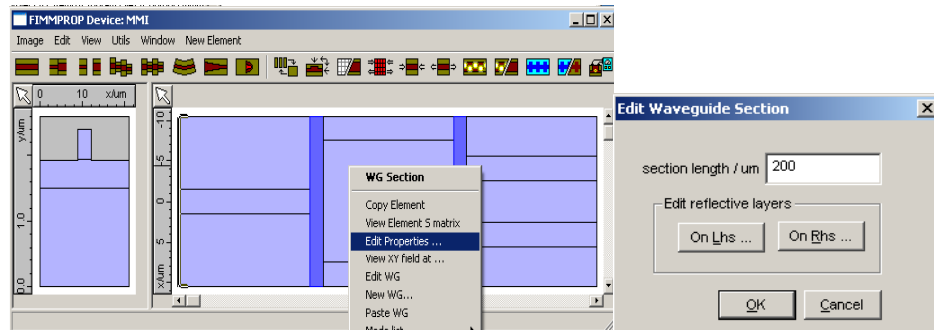 FIMMPROP Device: MMI
Image Edit View Utils Window New Element
0 10 x/um
y/um
1.0
0.0
-10
-5
0
5
x/um
WG Section
Copy Element
View Element S matrix
Edit Properties ...
View XY field at ...
Edit WG
New WG...
Paste WG
Edit Waveguide Section
section length / um 200
Edit reflective layers
On Lhs ... On Rhs ...
OK Cancel